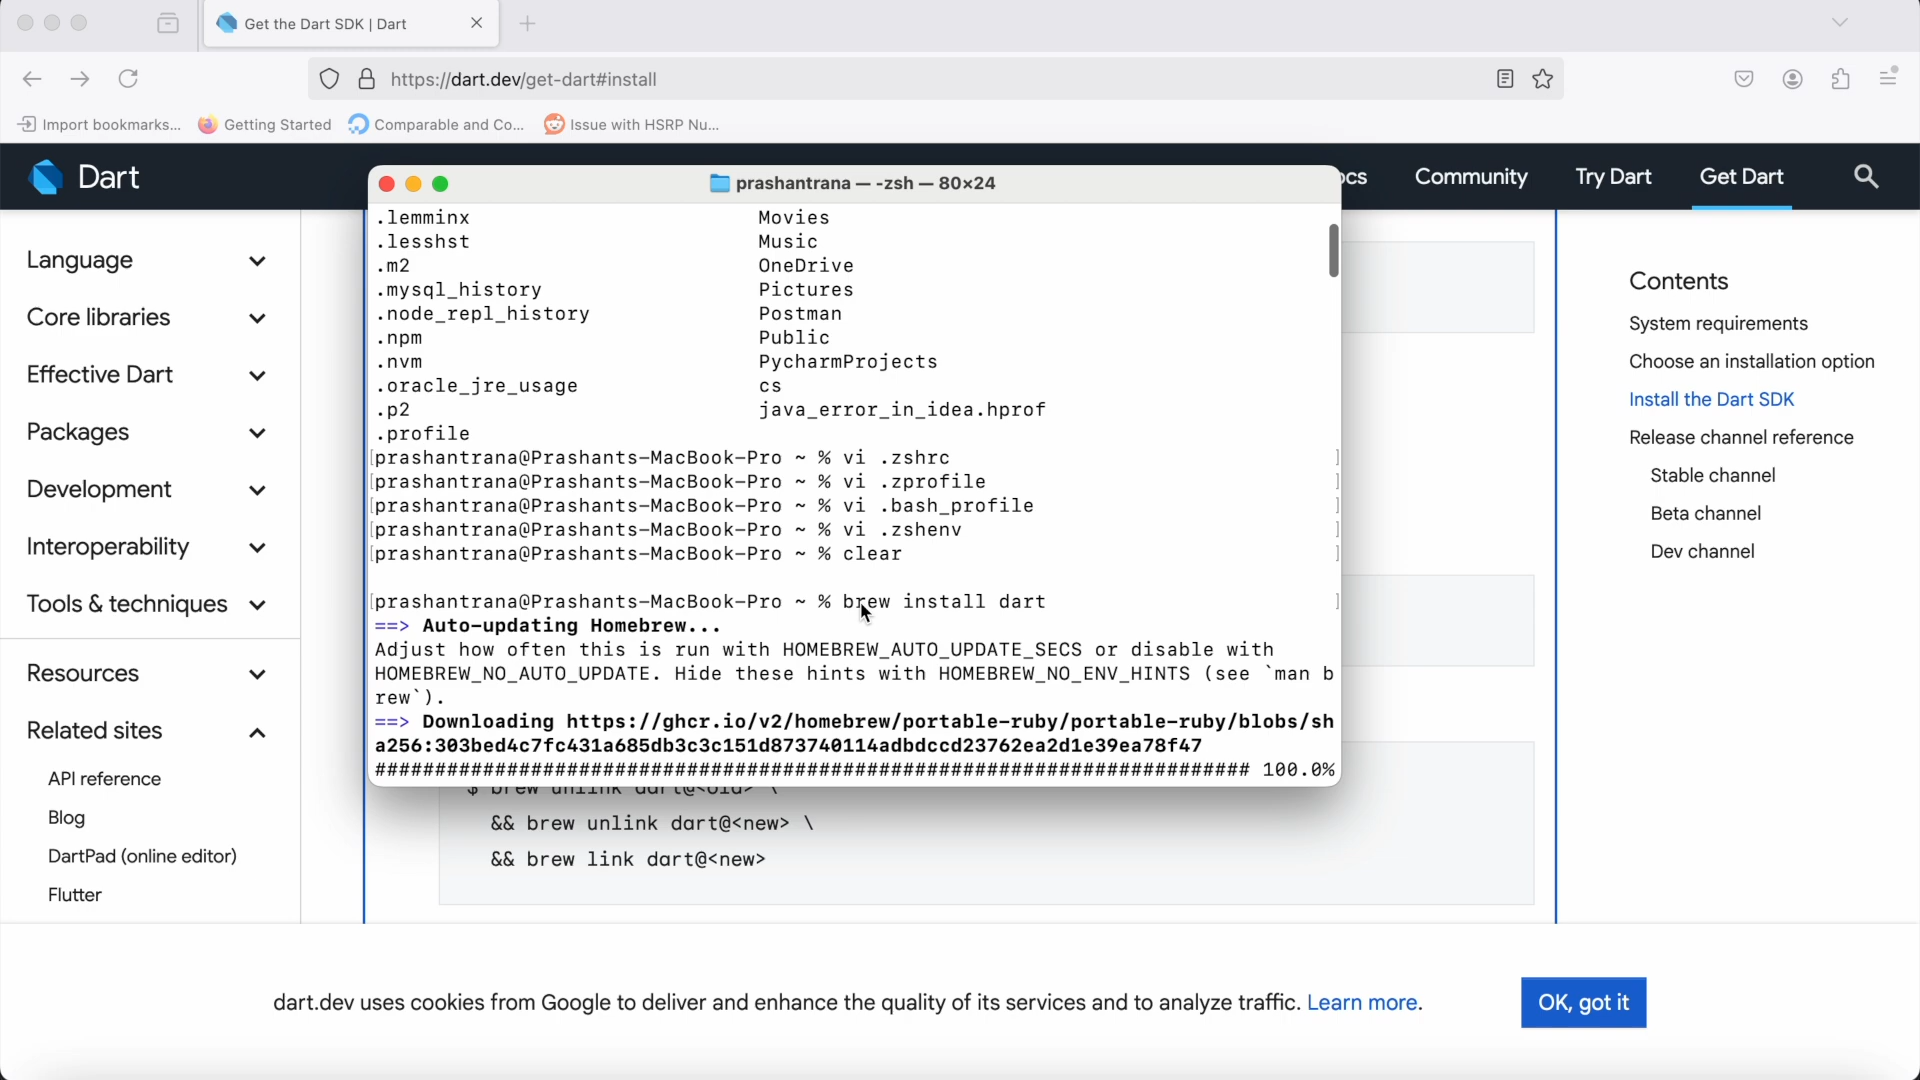 Get the Dart SDK | Dart
https://dart.dev/get-dart#install
Import bookmarks...
Getting Started
Comparable and Co...
Issue with HSRP Nu...
Dart
Community
Try Dart
Get Dart
Language
Core libraries
Effective Dart
Packages
Development
Interoperability
Tools & techniques
Resources
Related sites
API reference
Blog
DartPad (online editor)
Flutter
prashantrana — -zsh — 80×24
.lemminx Movies
.lesshst Music
.m2 OneDrive
.mysql_history Pictures
.node_repl_history Postman
.npm Public
.nvm PycharmProjects
.oracle_jre_usage cs
.p2 java_error_in_idea.hprof
.profile
[prashantrana@Prashants-MacBook-Pro ~ % vi .zshrc ]
[prashantrana@Prashants-MacBook-Pro ~ % vi .zprofile ]
[prashantrana@Prashants-MacBook-Pro ~ % vi .bash_profile ]
[prashantrana@Prashants-MacBook-Pro ~ % vi .zshenv ]
[prashantrana@Prashants-MacBook-Pro ~ % clear ]
[prashantrana@Prashants-MacBook-Pro ~ % brew install dart ]
==> Auto-updating Homebrew...
Adjust how often this is run with HOMEBREW_AUTO_UPDATE_SECS or disable with
HOMEBREW_NO_AUTO_UPDATE. Hide these hints with HOMEBREW_NO_ENV_HINTS (see `man b
rew`).
==> Downloading https://ghcr.io/v2/homebrew/portable-ruby/portable-ruby/blobs/sh
a256:303bed4c7fc431a685db3c3c151d873740114adbdccd23762ea2d1e39ea78f47
######################################################################### 100.0%
$ brew unlink dart@<old> \
&& brew unlink dart@<new> \
&& brew link dart@<new>
Contents
System requirements
Choose an installation option
Install the Dart SDK
Release channel reference
Stable channel
Beta channel
Dev channel
dart.dev uses cookies from Google to deliver and enhance the quality of its services and to analyze traffic. Learn more.
OK, got it